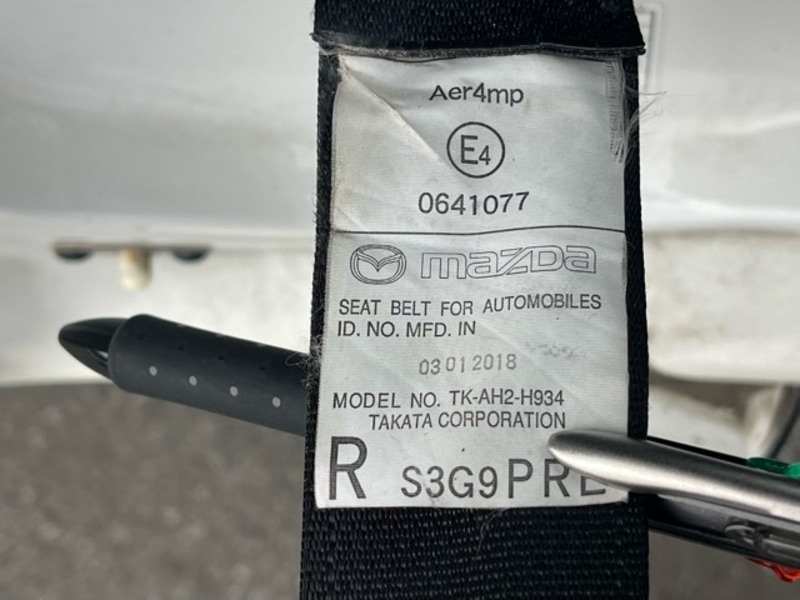 Aer4mp
E4
0641077
mazda
SEAT BELT FOR AUTOMOBILES
ID. NO. MFD. IN
03 01 2018
MODEL NO. TK-AH2-H934
TAKATA CORPORATION
R S3G9PRE